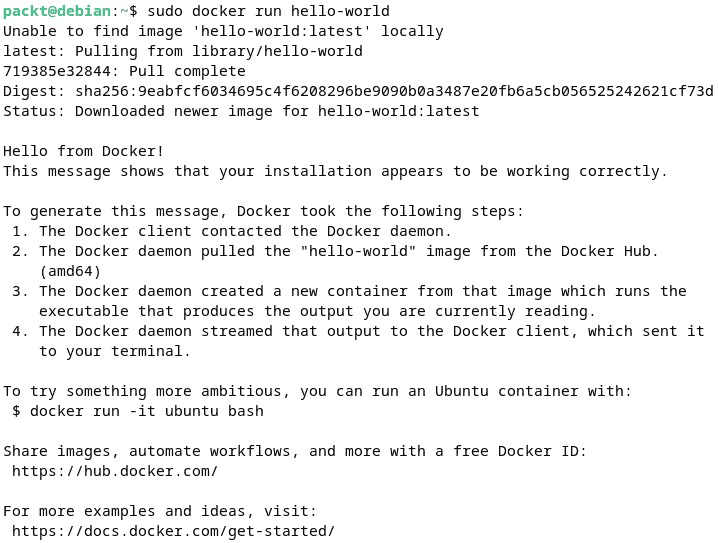 packt@debian:~$ sudo docker run hello-world
Unable to find image 'hello-world:latest' locally
latest: Pulling from library/hello-world
719385e32844: Pull complete
Digest: sha256:9eabfcf6034695c4f6208296be9090b0a3487e20fb6a5cb056525242621cf73d
Status: Downloaded newer image for hello-world:latest

Hello from Docker!
This message shows that your installation appears to be working correctly.

To generate this message, Docker took the following steps:
 1. The Docker client contacted the Docker daemon.
 2. The Docker daemon pulled the "hello-world" image from the Docker Hub.
    (amd64)
 3. The Docker daemon created a new container from that image which runs the
    executable that produces the output you are currently reading.
 4. The Docker daemon streamed that output to the Docker client, which sent it
    to your terminal.

To try something more ambitious, you can run an Ubuntu container with:
 $ docker run -it ubuntu bash

Share images, automate workflows, and more with a free Docker ID:
 https://hub.docker.com/

For more examples and ideas, visit:
 https://docs.docker.com/get-started/